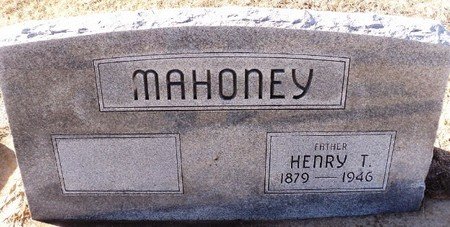 MAHONEY
FATHER
HENRY T.
1879 — 1946